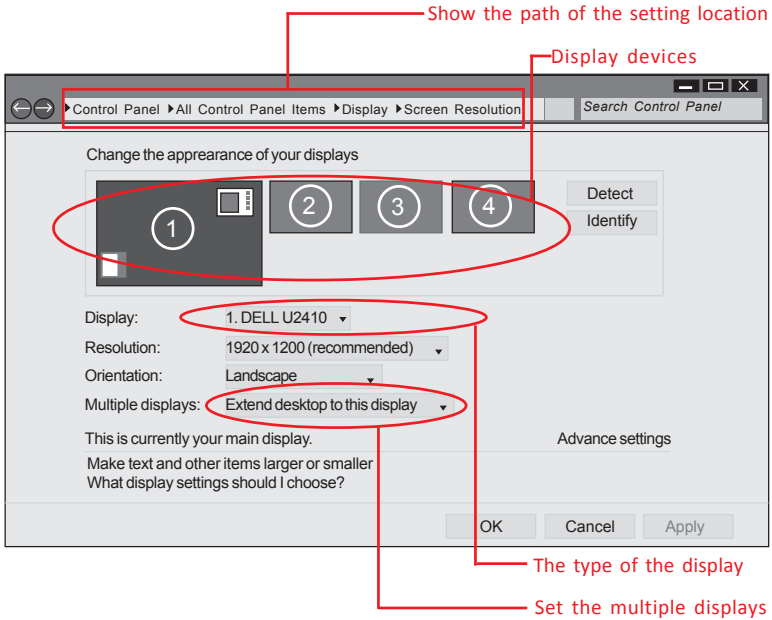 Show the path of the setting location
Display devices
Control Panel All Control Panel Items Display Screen Resolution
Search Control Panel
Change the apprearance of your displays
1
2
3
4
Detect
Identify
Display: 1. DELL U2410
Resolution: 1920 x 1200 (recommended)
Orientation: Landscape
Multiple displays: Extend desktop to this display
This is currently your main display. Advance settings
Make text and other items larger or smaller
What display settings should I choose?
OK Cancel Apply
The type of the display
Set the multiple displays